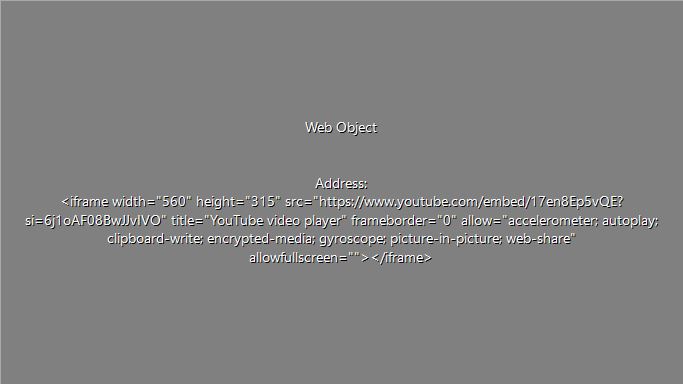 Web Object
Address:
<iframe width="560" height="315" src="https://www.youtube.com/embed/17en8Ep5vQE?
si=6j1oAF08BwJJvIVO" title="YouTube video player" frameborder="0" allow="accelerometer; autoplay;
clipboard-write; encrypted-media; gyroscope; picture-in-picture; web-share"
allowfullscreen=""></iframe>